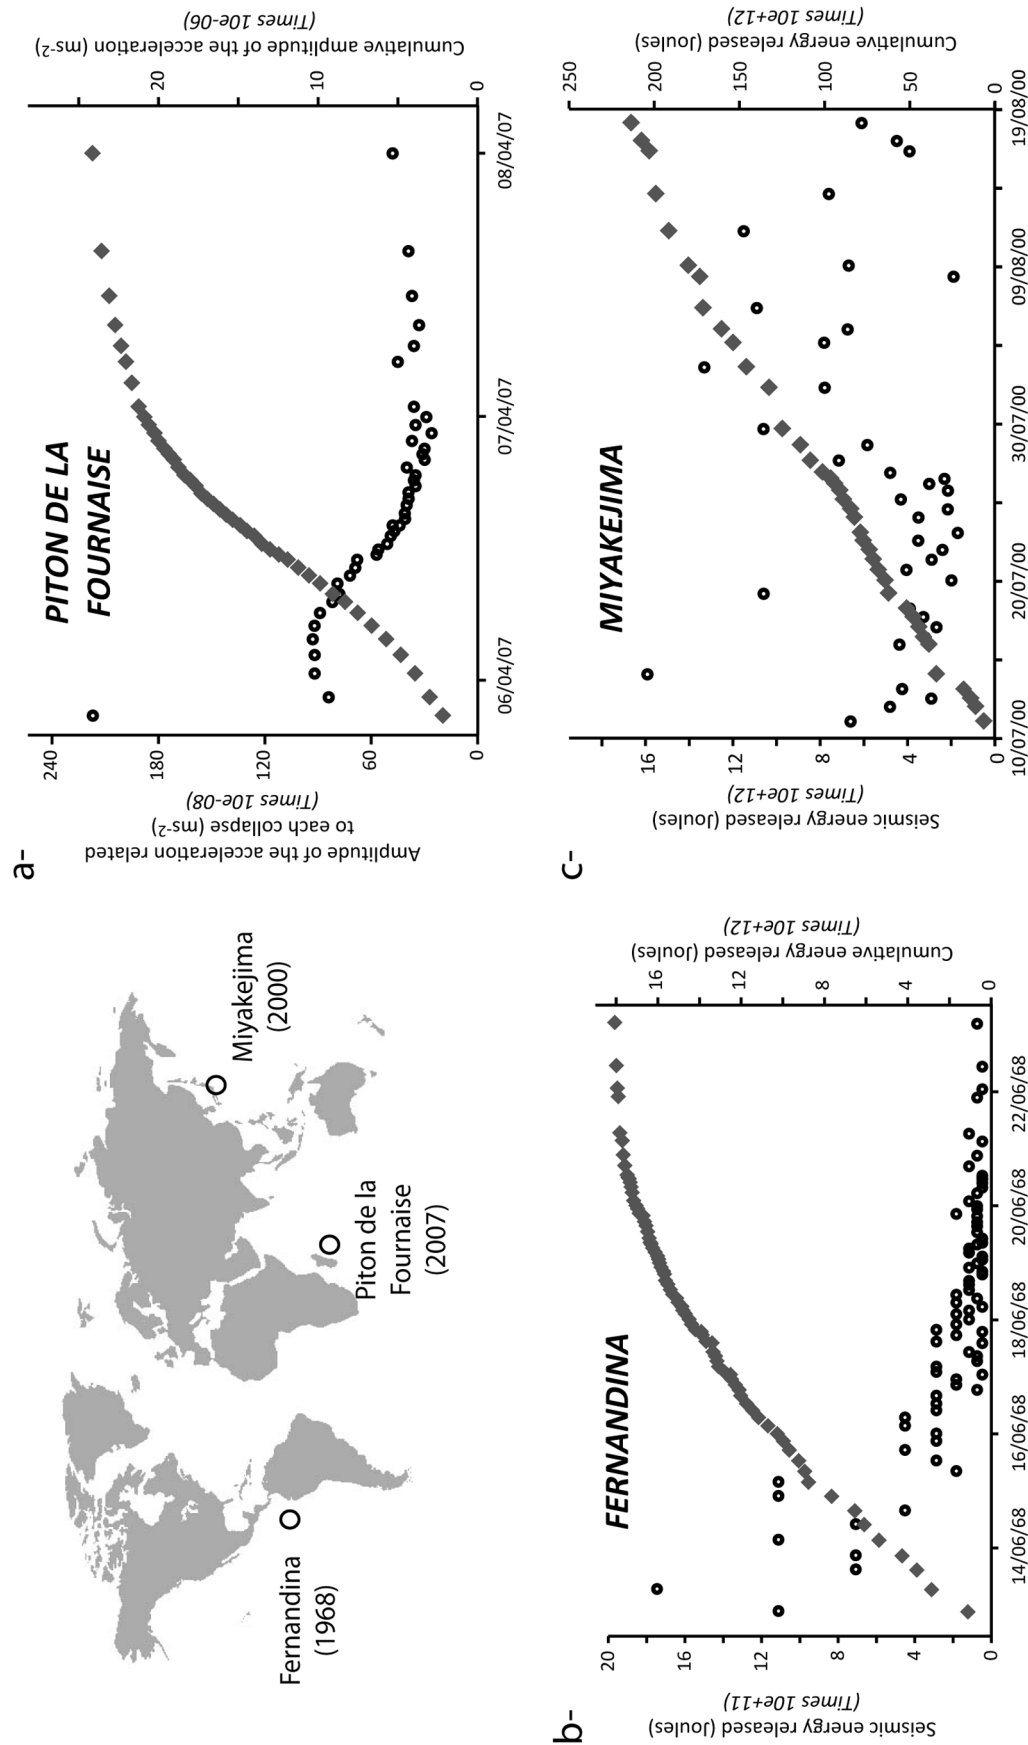 Fernandina
(1968)
Piton de la
Fournaise
(2007)
Miyakejima
(2000)
a-
PITON DE LA
FOURNAISE
Amplitude of the acceleration related
to each collapse (ms-2)
(Times 10e-08)
240
180
120
60
0
06/04/07
07/04/07
08/04/07
20
10
0
Cumulative amplitude of the acceleration (ms-2)
(Times 10e-06)
b-
FERNANDINA
Seismic energy released (Joules)
(Times 10e+11)
20
16
12
8
4
0
14/06/68
16/06/68
18/06/68
20/06/68
22/06/68
16
12
8
4
0
Cumulative energy released (Joules)
(Times 10e+12)
c-
MIYAKEJIMA
Seismic energy released (Joules)
(Times 10e+12)
16
12
8
4
0
10/07/00
20/07/00
30/07/00
09/08/00
19/08/00
250
200
150
100
50
0
Cumulative energy released (Joules)
(Times 10e+12)